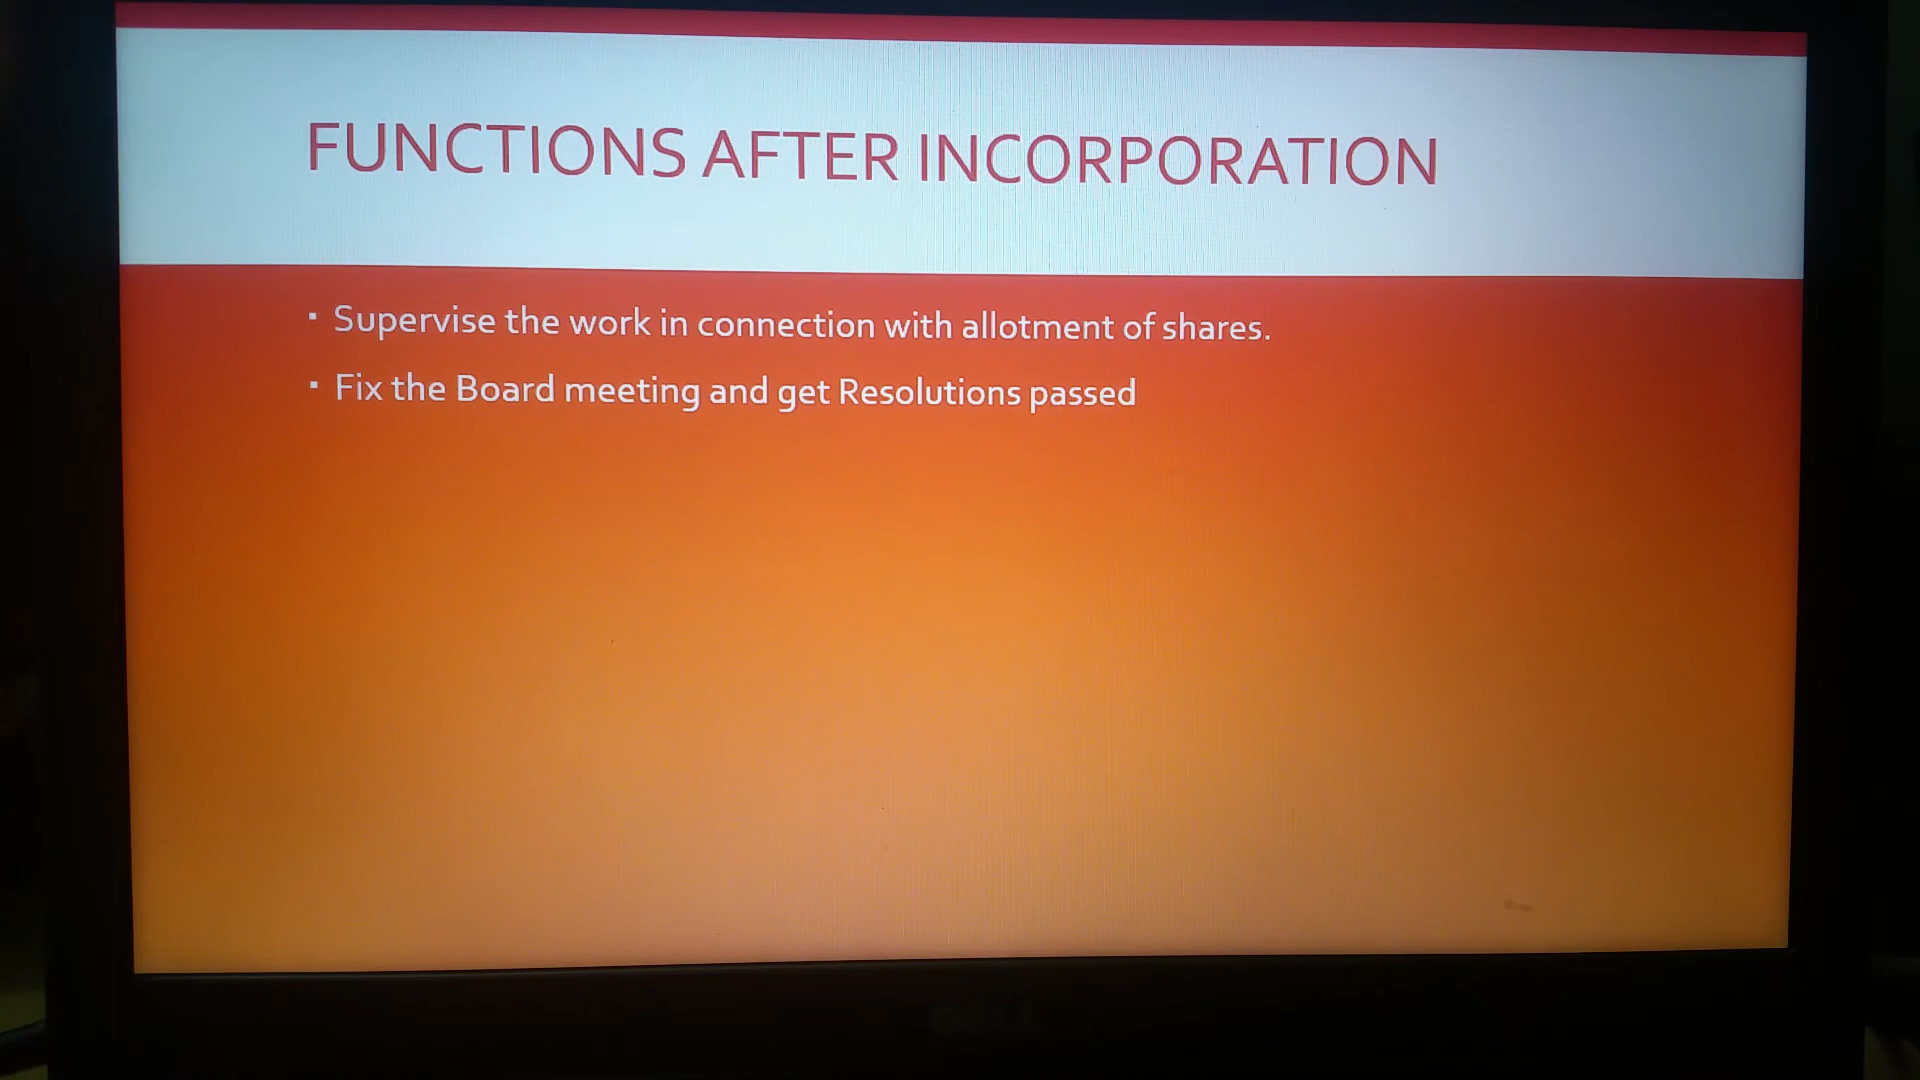 FUNCTIONS AFTER INCORPORATION
▪ Supervise the work in connection with allotment of shares.
▪ Fix the Board meeting and get Resolutions passed